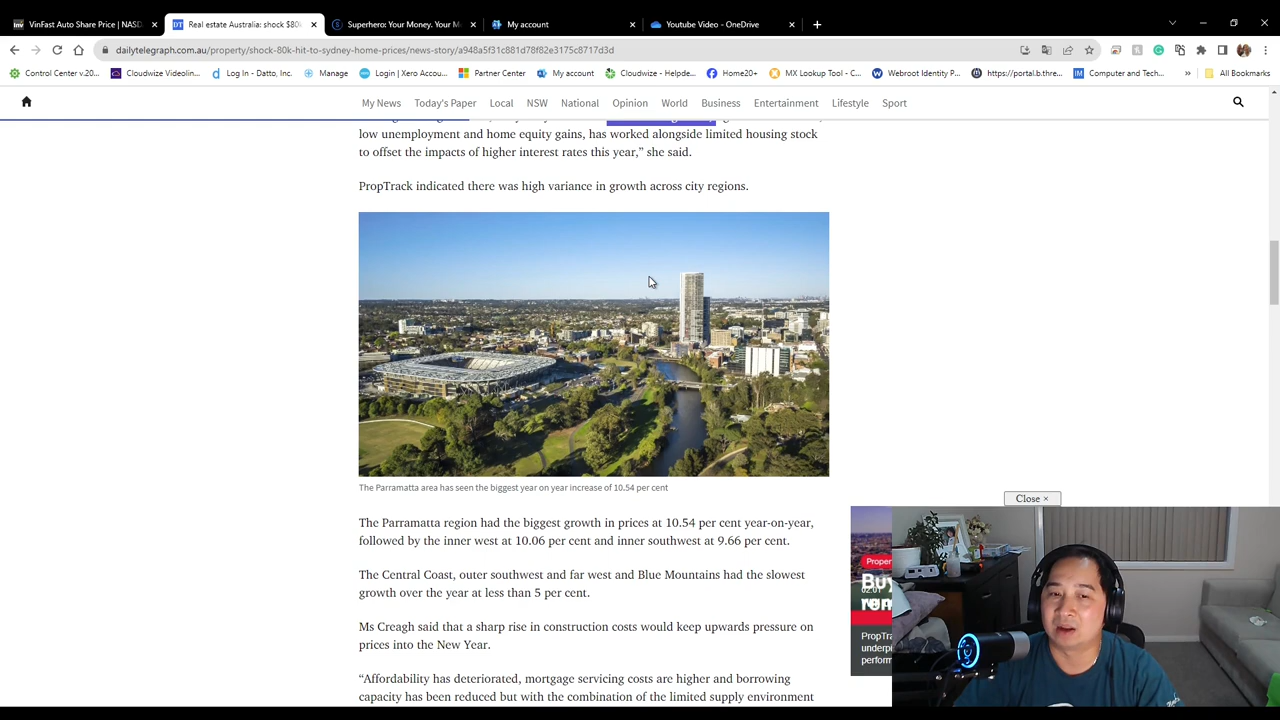 VinFast Auto Share Price | NASD
Real estate Australia: shock $80k
Superhero: Your Money. Your M
My account
Youtube Video - OneDrive
dailytelegraph.com.au/property/shock-80k-hit-to-sydney-home-prices/news-story/a948a5f31c881d78f82e3175c8717d3d
Control Center v.20...
Cloudwize Videolin...
Log In - Datto, Inc.
Manage
Login | Xero Accou...
Partner Center
My account
Cloudwize - Helpde...
Home20+
MX Lookup Tool - C...
Webroot Identity P...
https://portal.b.thre...
Computer and Tech...
All Bookmarks
My News
Today's Paper
Local
NSW
National
Opinion
World
Business
Entertainment
Lifestyle
Sport
low unemployment and home equity gains, has worked alongside limited housing stock
to offset the impacts of higher interest rates this year,” she said.
PropTrack indicated there was high variance in growth across city regions.
The Parramatta area has seen the biggest year on year increase of 10.54 per cent
The Parramatta region had the biggest growth in prices at 10.54 per cent year-on-year,
followed by the inner west at 10.06 per cent and inner southwest at 9.66 per cent.
The Central Coast, outer southwest and far west and Blue Mountains had the slowest
growth over the year at less than 5 per cent.
Ms Creagh said that a sharp rise in construction costs would keep upwards pressure on
prices into the New Year.
“Affordability has deteriorated, mortgage servicing costs are higher and borrowing
capacity has been reduced but with the combination of the limited supply environment
Close ×
Proper
02:01
PropTra
underpi
perform